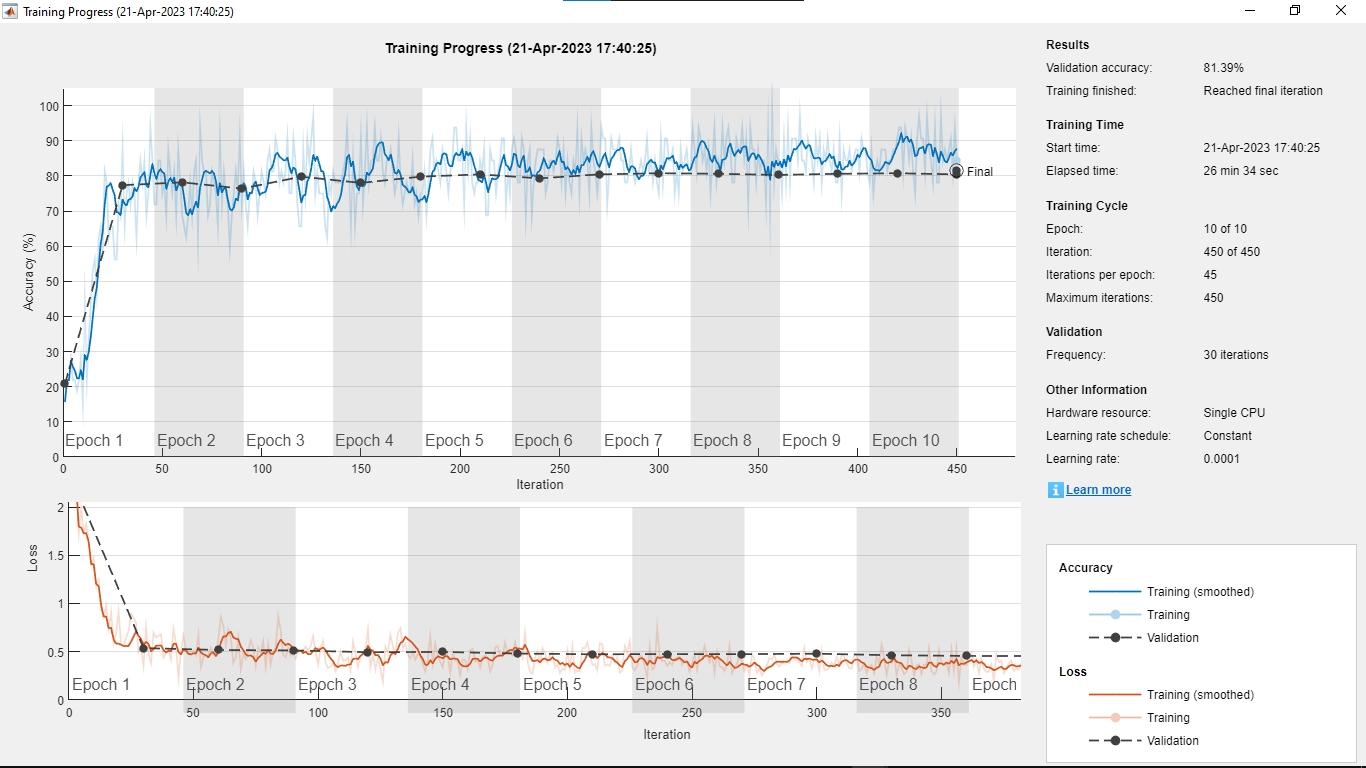 Training Progress (21-Apr-2023 17:40:25)
Training Progress (21-Apr-2023 17:40:25)
Accuracy (%)
100
90
80
70
60
50
40
30
20
10
0
Final
Epoch 1 Epoch 2 Epoch 3 Epoch 4 Epoch 5 Epoch 6 Epoch 7 Epoch 8 Epoch 9 Epoch 10
0 50 100 150 200 250 300 350 400 450
Iteration
Loss
2
1.5
1
0.5
0
Epoch 1 Epoch 2 Epoch 3 Epoch 4 Epoch 5 Epoch 6 Epoch 7 Epoch 8 Epoch
0 50 100 150 200 250 300 350
Iteration
Results
Validation accuracy: 81.39%
Training finished: Reached final iteration
Training Time
Start time: 21-Apr-2023 17:40:25
Elapsed time: 26 min 34 sec
Training Cycle
Epoch: 10 of 10
Iteration: 450 of 450
Iterations per epoch: 45
Maximum iterations: 450
Validation
Frequency: 30 iterations
Other Information
Hardware resource: Single CPU
Learning rate schedule: Constant
Learning rate: 0.0001
i Learn more
Accuracy
Training (smoothed)
Training
Validation
Loss
Training (smoothed)
Training
Validation